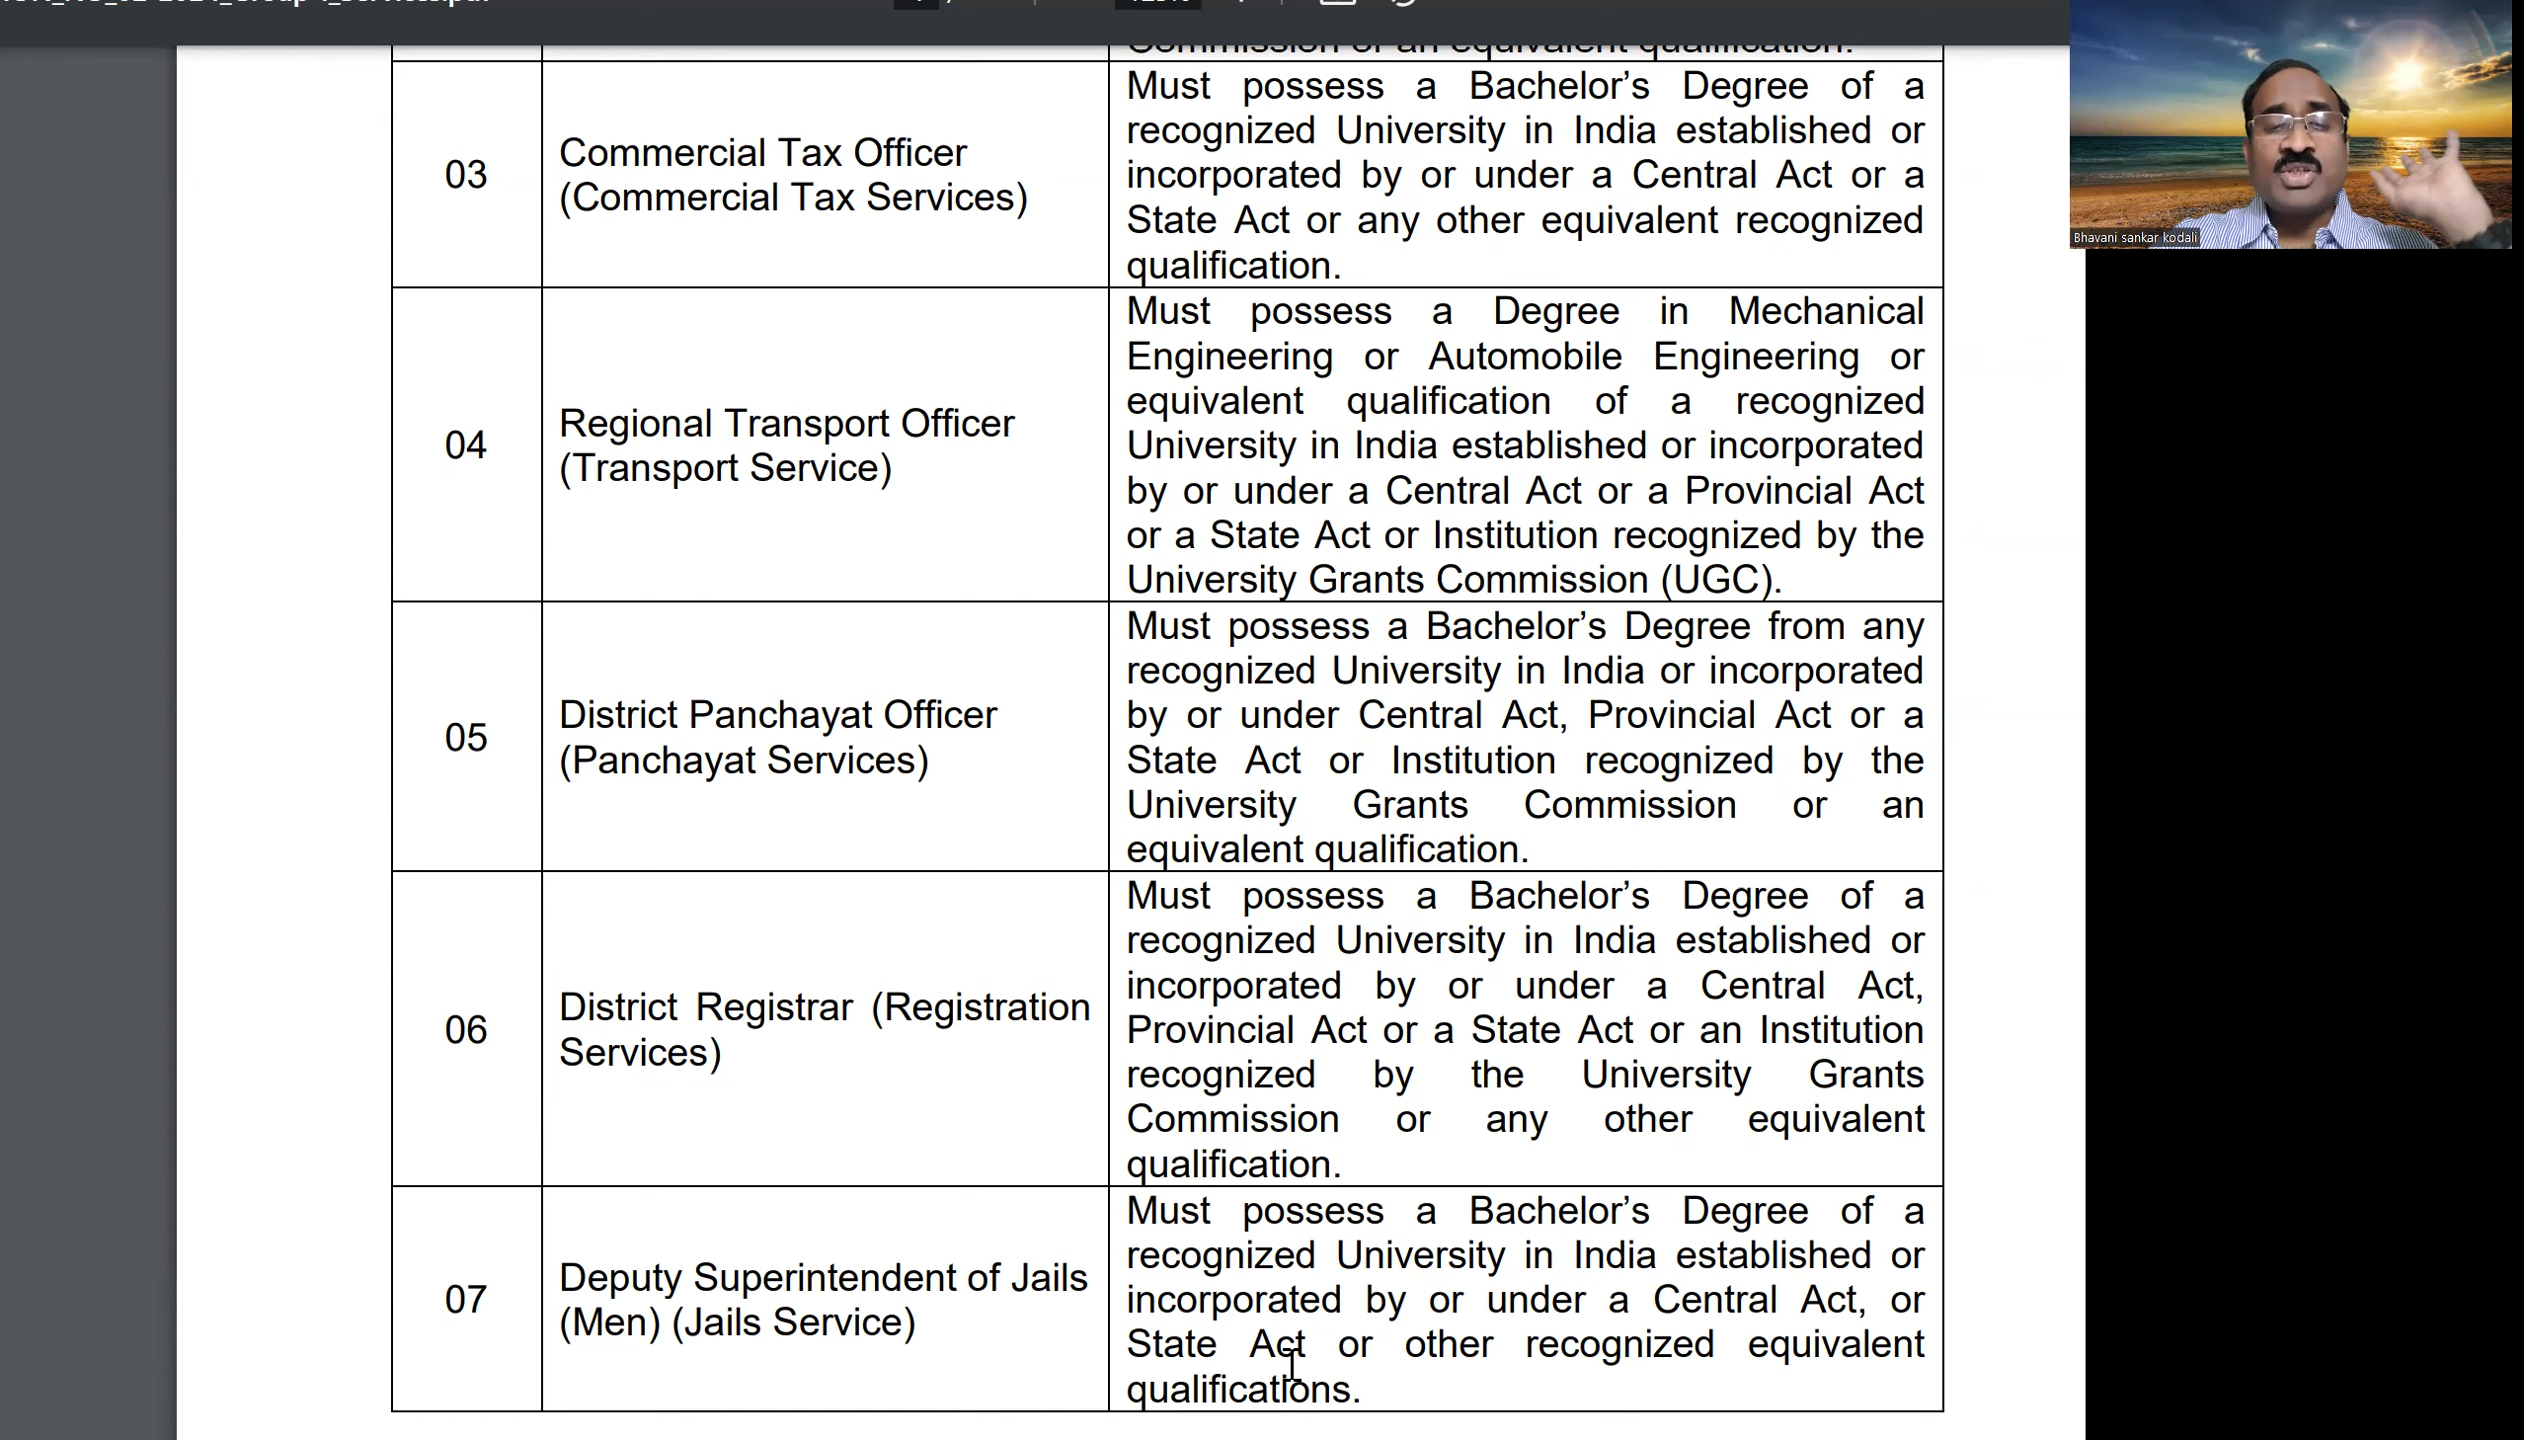 Commission or an equivalent qualification.
03
Commercial Tax Officer
(Commercial Tax Services)
Must possess a Bachelor’s Degree of a
recognized University in India established or
incorporated by or under a Central Act or a
State Act or any other equivalent recognized
qualification.
04
Regional Transport Officer
(Transport Service)
Must possess a Degree in Mechanical
Engineering or Automobile Engineering or
equivalent qualification of a recognized
University in India established or incorporated
by or under a Central Act or a Provincial Act
or a State Act or Institution recognized by the
University Grants Commission (UGC).
05
District Panchayat Officer
(Panchayat Services)
Must possess a Bachelor’s Degree from any
recognized University in India or incorporated
by or under Central Act, Provincial Act or a
State Act or Institution recognized by the
University Grants Commission or an
equivalent qualification.
06
District Registrar (Registration
Services)
Must possess a Bachelor’s Degree of a
recognized University in India established or
incorporated by or under a Central Act,
Provincial Act or a State Act or an Institution
recognized by the University Grants
Commission or any other equivalent
qualification.
07
Deputy Superintendent of Jails
(Men) (Jails Service)
Must possess a Bachelor’s Degree of a
recognized University in India established or
incorporated by or under a Central Act, or
State Act or other recognized equivalent
qualifications.
Bhavani sankar kodali